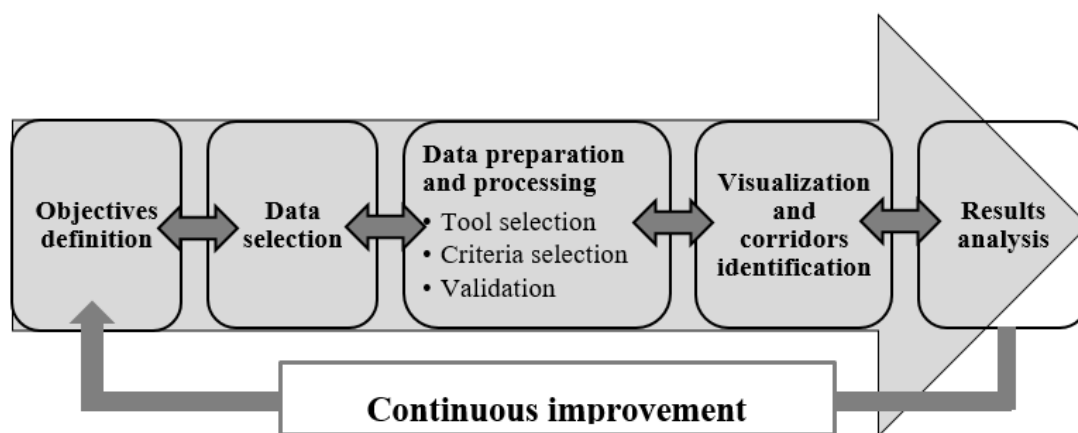 Objectives
definition
Data
selection
Data preparation
and processing
• Tool selection
• Criteria selection
• Validation
Visualization
and
corridors
identification
Results
analysis
Continuous improvement